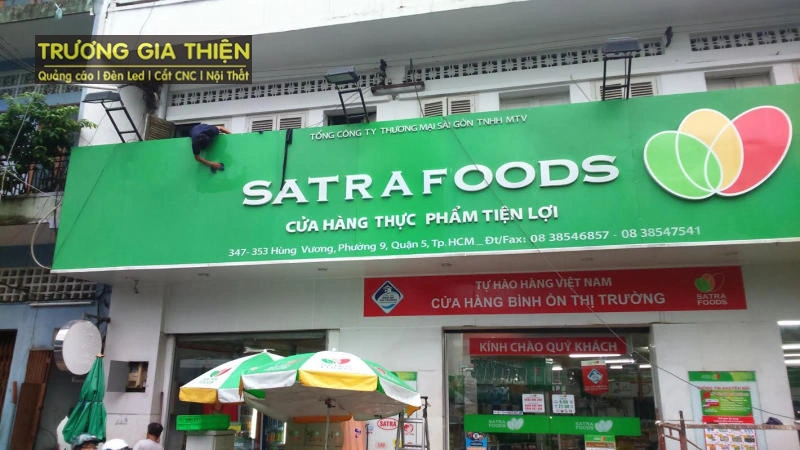 TRƯƠNG GIA THIỆN
Quảng cáo I Đèn Led I Cắt CNC I Nội Thất
TỔNG CÔNG TY THƯƠNG MẠI SÀI GÒN TNHH MTV
SATRAFOODS
CỬA HÀNG THỰC PHẨM TIỆN LỢI
347- 353 Hùng Vương, Phường 9, Quận 5, Tp. HCM _ Đt/Fax: 08 38546857 - 08 38547541
TỰ HÀO HÀNG VIỆT NAM
CỬA HÀNG BÌNH ỔN THỊ TRƯỜNG
SATRA
FOODS
KÍNH CHÀO QUÝ KHÁCH
SATRA
SATRA
FOODS
SATRA
FOODS